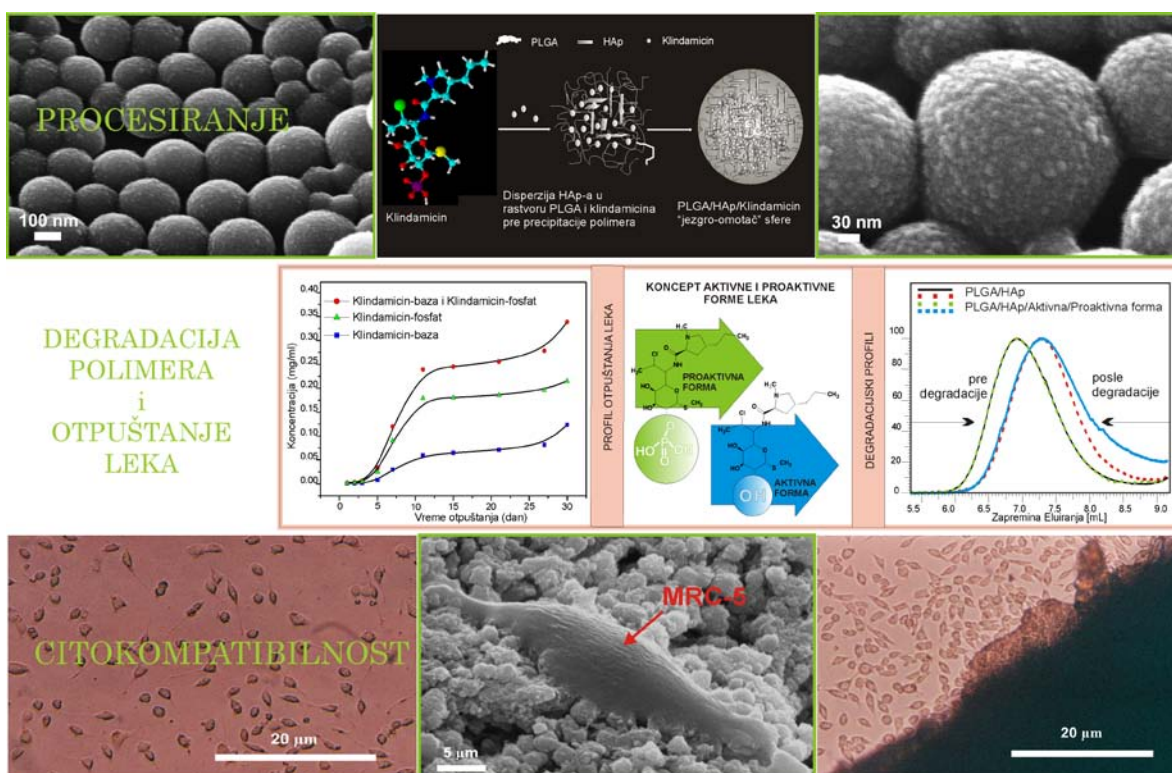 PROCESIRANJE
100 nm
PLGA
HAp
Klindamicin
Klindamicin
Disperzija HAp-a u
rastvoru PLGA i klindamicina
pre precipitacije polimera
PLGA/HAp/Klindamicin
"jezgro-omotač" sfere
30 nm
DEGRADACIJA
POLIMERA
i
OTPUŠTANJE
LEKA
Klindamicin-baza i Klindamicin-fosfat
Klindamicin-fosfat
Klindamicin-baza
Koncentracija (mg/ml)
0.40
0.35
0.30
0.25
0.20
0.15
0.10
0.05
0.00
0
5
10
15
20
25
30
Vreme otpuštanja (dan)
PROFIL OTPUŠTANJA LEKA
KONCEPT AKTIVNE I PROAKTIVNE
FORME LEKA
PROAKTIVNA
FORMA
AKTIVNA
FORMA
OH
DEGRADACIJSKI PROFILI
PLGA/HAp
PLGA/HAp/Aktivna/Proaktivna forma
100
80
60
40
20
0
pre
degradacije
posle
degradacije
5.5
6.0
6.5
7.0
7.5
8.0
8.5
9.0
Zapremina Eluiranja [mL]
CITOKOMPATIBILNOST
20 µm
MRC-5
5 µm
20 µm